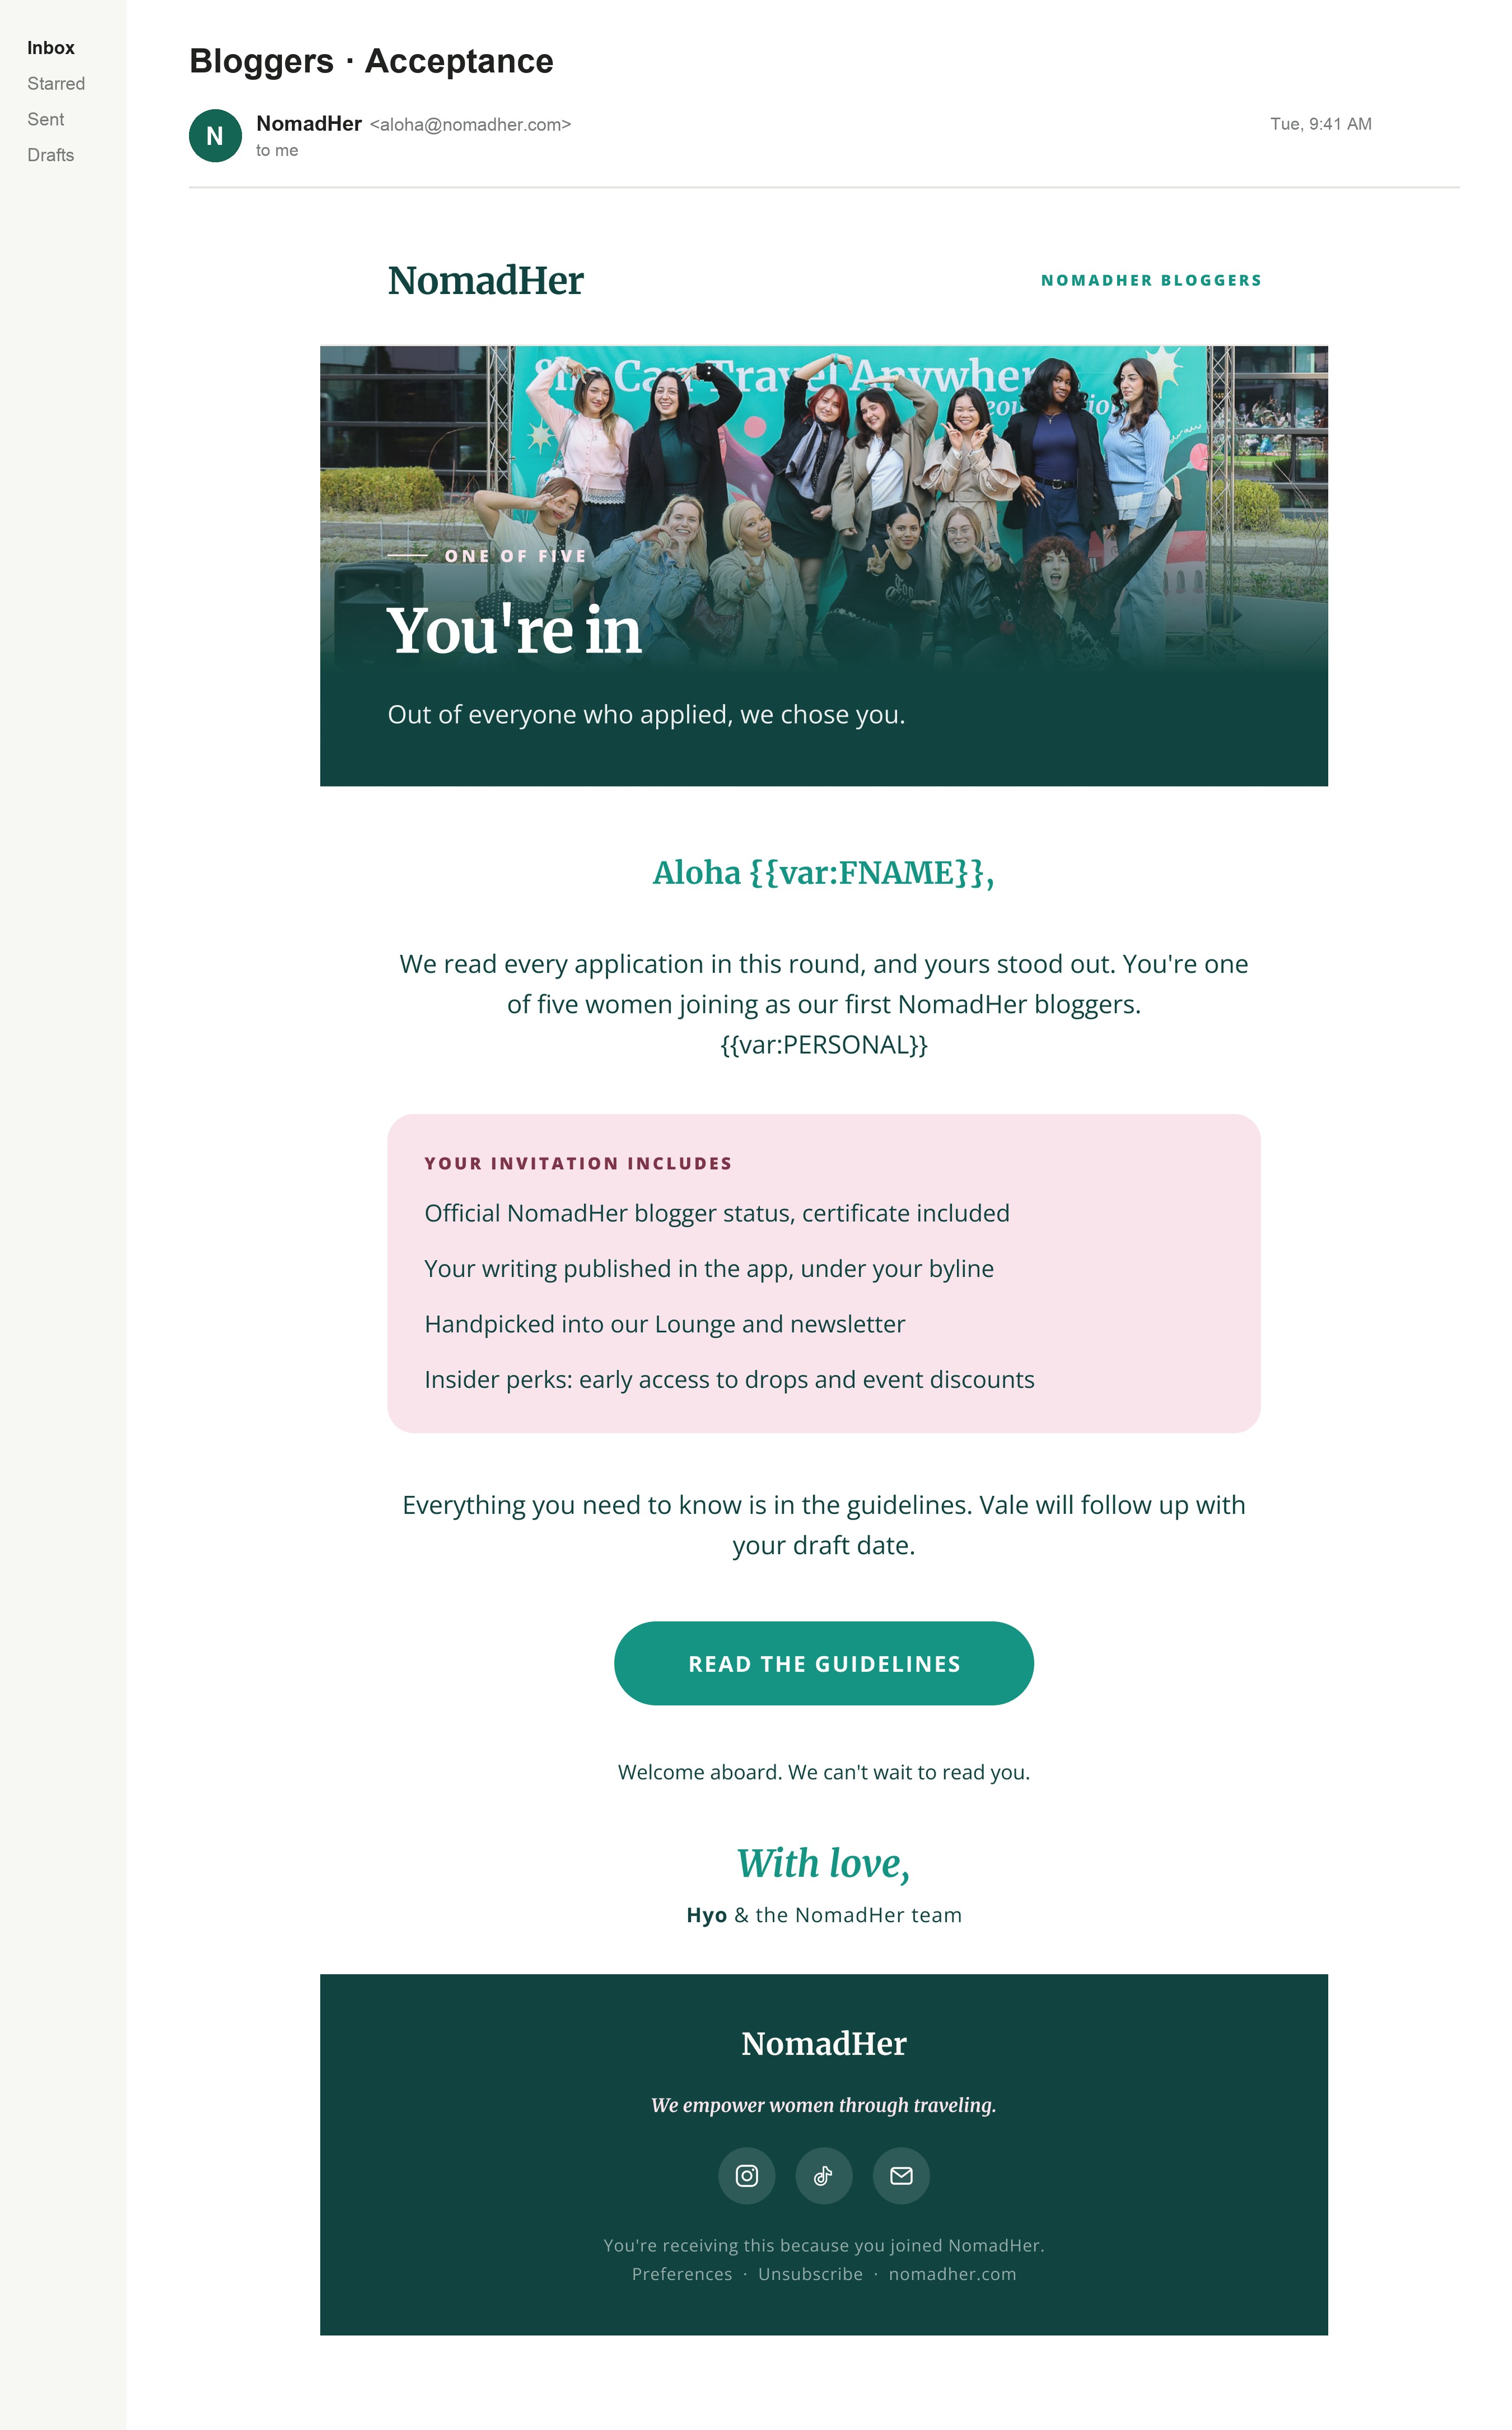 Inbox
Starred
Sent
Drafts
Bloggers · Acceptance
N
NomadHer <aloha@nomadher.com>
Tue, 9:41 AM
to me
NomadHer
NOMADHER BLOGGERS
She Can Travel Anywhere
ONE OF FIVE
You're in
Out of everyone who applied, we chose you.
Aloha {{var:FNAME}},
We read every application in this round, and yours stood out. You're one
of five women joining as our first NomadHer bloggers.
{{var:PERSONAL}}
YOUR INVITATION INCLUDES
Official NomadHer blogger status, certificate included
Your writing published in the app, under your byline
Handpicked into our Lounge and newsletter
Insider perks: early access to drops and event discounts
Everything you need to know is in the guidelines. Vale will follow up with
your draft date.
READ THE GUIDELINES
Welcome aboard. We can't wait to read you.
With love,
Hyo & the NomadHer team
NomadHer
We empower women through traveling.
You're receiving this because you joined NomadHer.
Preferences · Unsubscribe · nomadher.com